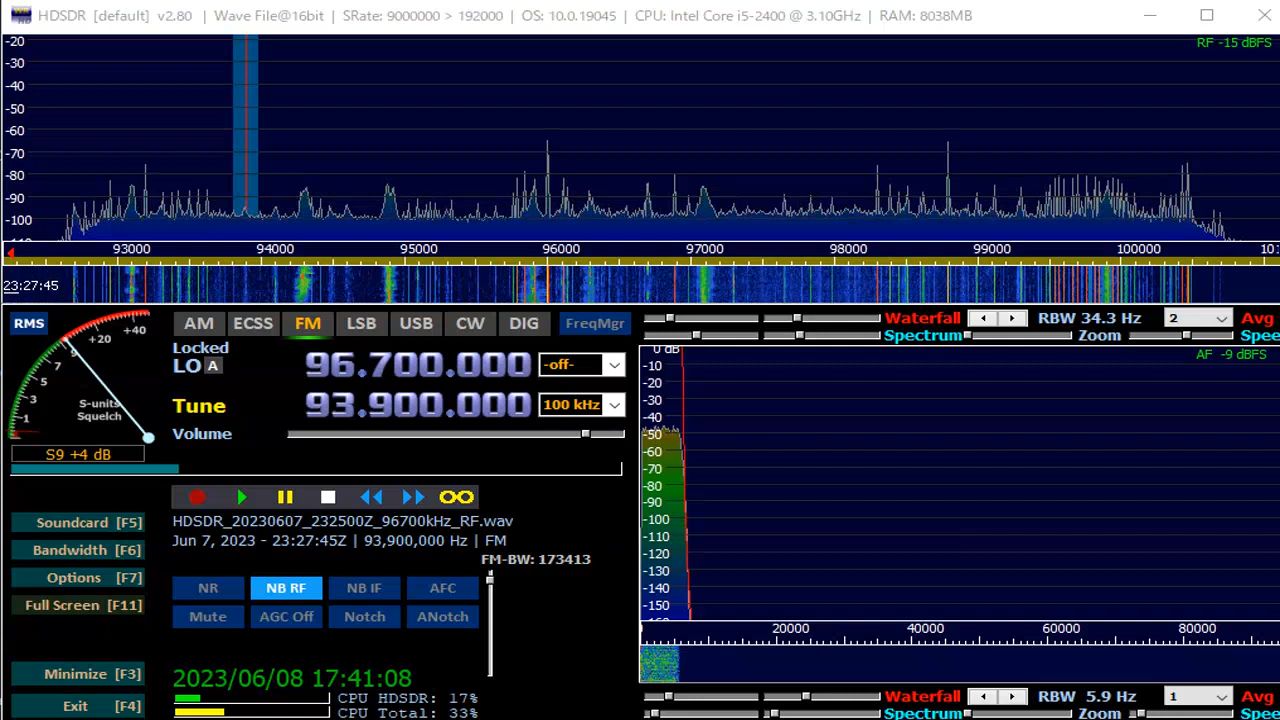 HDSDR [default] v2.80 | Wave File@16bit | SRate: 9000000 > 192000 | OS: 10.0.19045 | CPU: Intel Core i5-2400 @ 3.10GHz | RAM: 8038MB
RF -15 dBFS
-20
-30
-40
-50
-60
-70
-80
-90
-100
93000 94000 95000 96000 97000 98000 99000 100000
23:27:45
RMS
1 3 5 7 9 +20 +40
S-units
Squelch
S9 +4 dB
AM ECSS FM LSB USB CW DIG FreqMgr
Locked
LO A 96.700.000 -off-
Tune 93.900.000 100 kHz
Volume
HDSDR_20230607_232500Z_96700kHz_RF.wav
Jun 7, 2023 - 23:27:45Z | 93,900,000 Hz | FM
FM-BW: 173413
Soundcard [F5]
Bandwidth [F6]
Options [F7]
Full Screen [F11]
Minimize [F3]
Exit [F4]
NR NB RF NB IF AFC
Mute AGC Off Notch ANotch
2023/06/08 17:41:08
CPU HDSDR: 17%
CPU Total: 33%
Waterfall RBW 34.3 Hz 2 Avg
Spectrum Zoom Spee
AF -9 dBFS
0 dB
-10
-20
-30
-40
-50
-60
-70
-80
-90
-100
-110
-120
-130
-140
-150
20000 40000 60000 80000
Waterfall RBW 5.9 Hz 1 Avg
Spectrum Zoom Spee